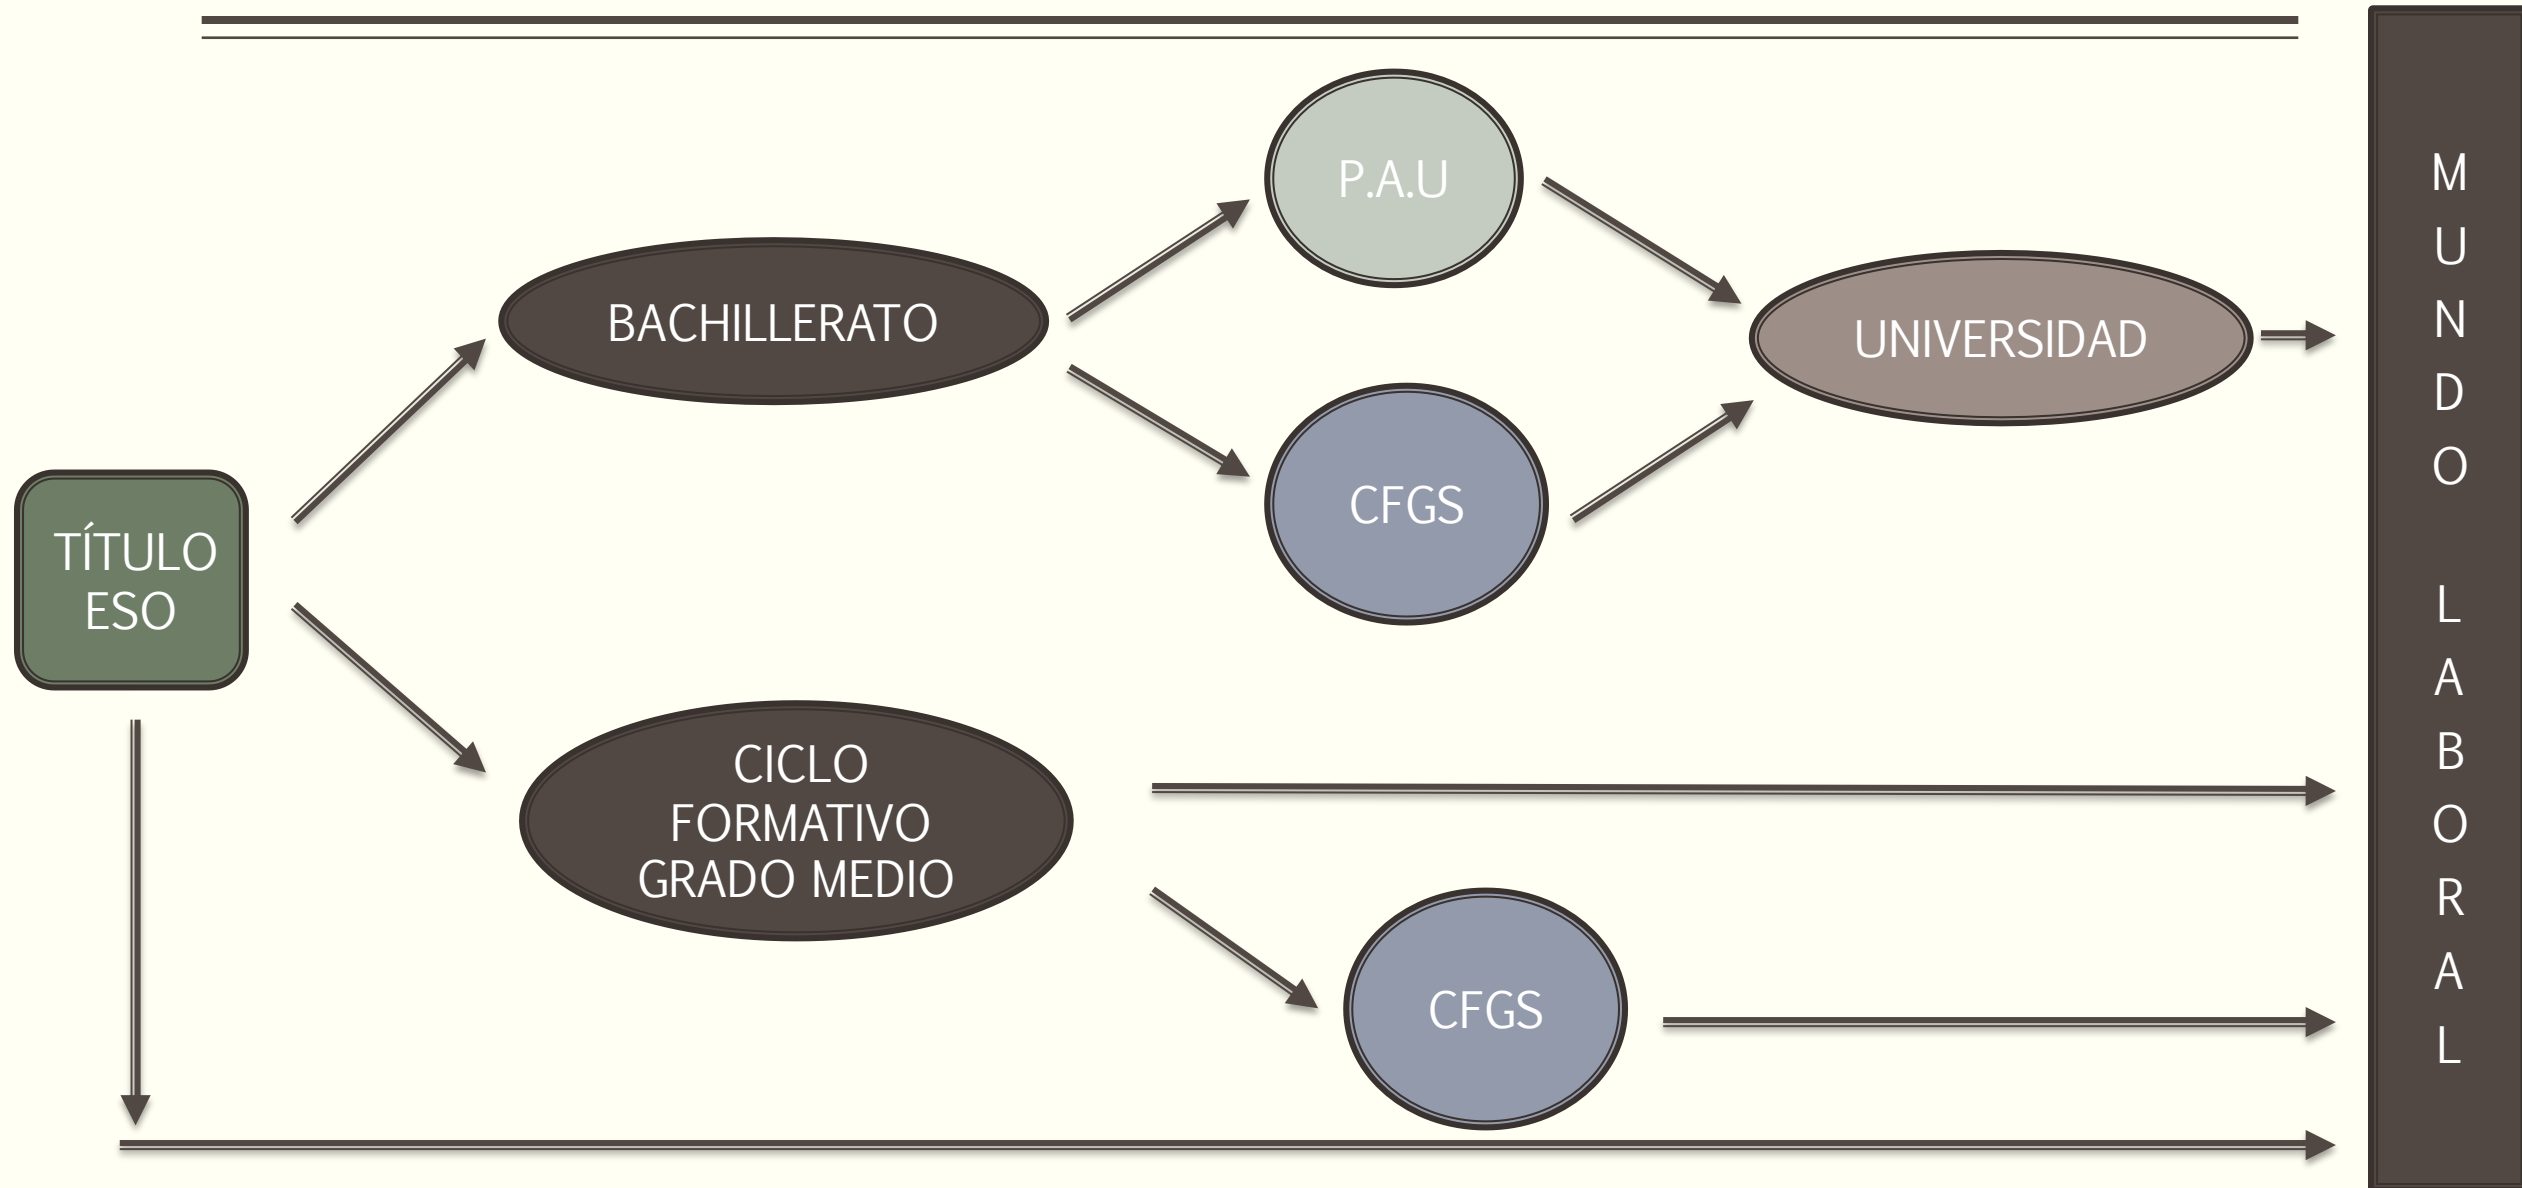 P.A.U
BACHILLERATO
UNIVERSIDAD
CFGS
TÍTULO
ESO
CICLO
FORMATIVO
GRADO MEDIO
CFGS
M
U
N
D
O
L
A
B
O
R
A
L